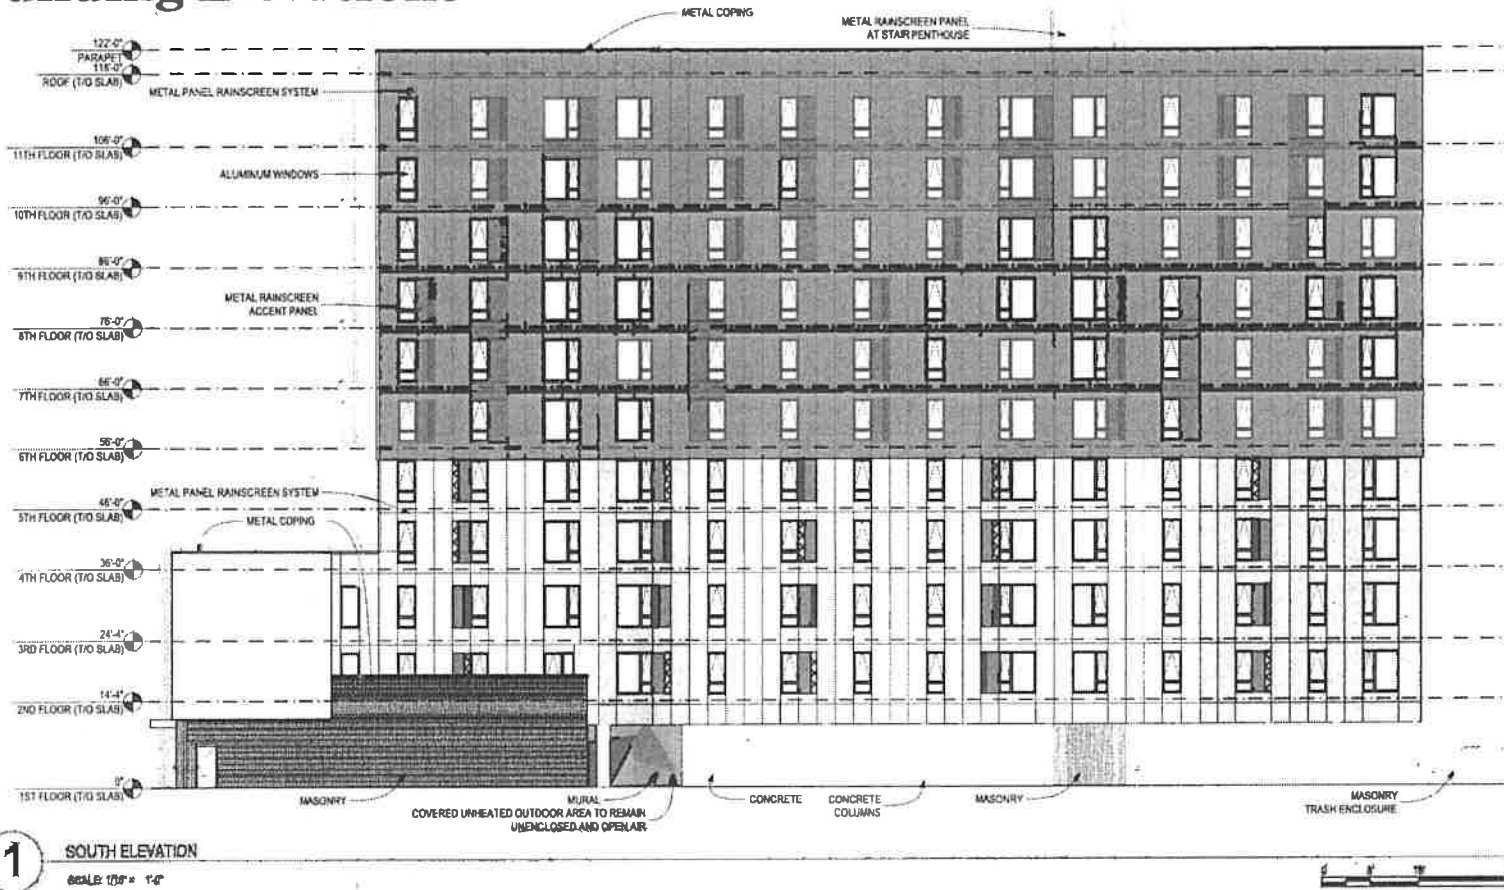 METAL COPING
METAL RAINSCREEN PANEL
AT STAIR PENTHOUSE
122'-0"
PARAPET
ROOF (T/O SLAB)
METAL PANEL RAINSCREEN SYSTEM
106'-0"
11TH FLOOR (T/O SLAB)
ALUMINUM WINDOWS
96'-0"
10TH FLOOR (T/O SLAB)
86'-0"
9TH FLOOR (T/O SLAB)
METAL RAINSCREEN
ACCENT PANEL
76'-0"
8TH FLOOR (T/O SLAB)
66'-0"
7TH FLOOR (T/O SLAB)
56'-0"
6TH FLOOR (T/O SLAB)
METAL PANEL RAINSCREEN SYSTEM
46'-0"
5TH FLOOR (T/O SLAB)
METAL COPING
36'-0"
4TH FLOOR (T/O SLAB)
24'-4"
3RD FLOOR (T/O SLAB)
14'-4"
2ND FLOOR (T/O SLAB)
0"
1ST FLOOR (T/O SLAB)
MASONRY
MURAL
COVERED UNHEATED OUTDOOR AREA TO REMAIN
UNENCLOSED AND OPEN AIR
CONCRETE
CONCRETE
COLUMNS
MASONRY
MASONRY
TRASH ENCLOSURE
1
SOUTH ELEVATION
SCALE: